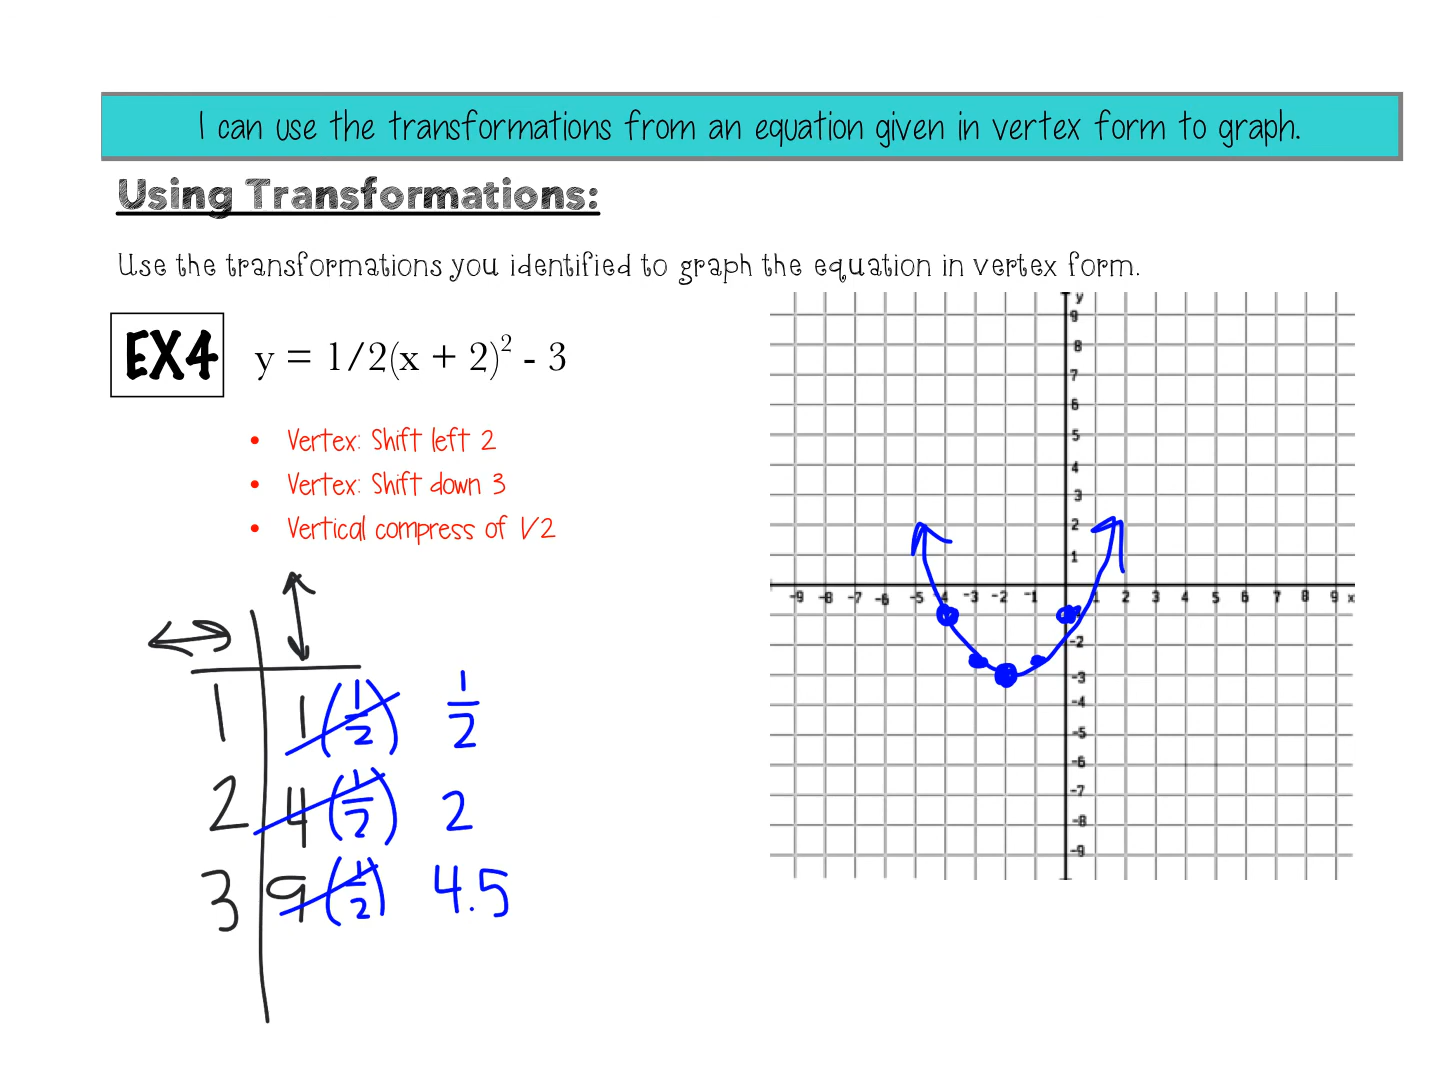 I can use the transformations from an equation given in vertex form to graph.
Using Transformations:
Use the transformations you identified to graph the equation in vertex form.
EX4 y = 1/2(x + 2)² - 3
• Vertex: Shift left 2
• Vertex: Shift down 3
• Vertical compress of 1/2
1 1(1/2) 1/2
2 4(1/2) 2
3 9(1/2) 4.5
y
9
8
7
6
5
4
3
2
1
-9 -8 -7 -6 -5 -4 -3 -2 -1 1 2 3 4 5 6 7 8 9 x
-2
-3
-4
-5
-6
-7
-8
-9